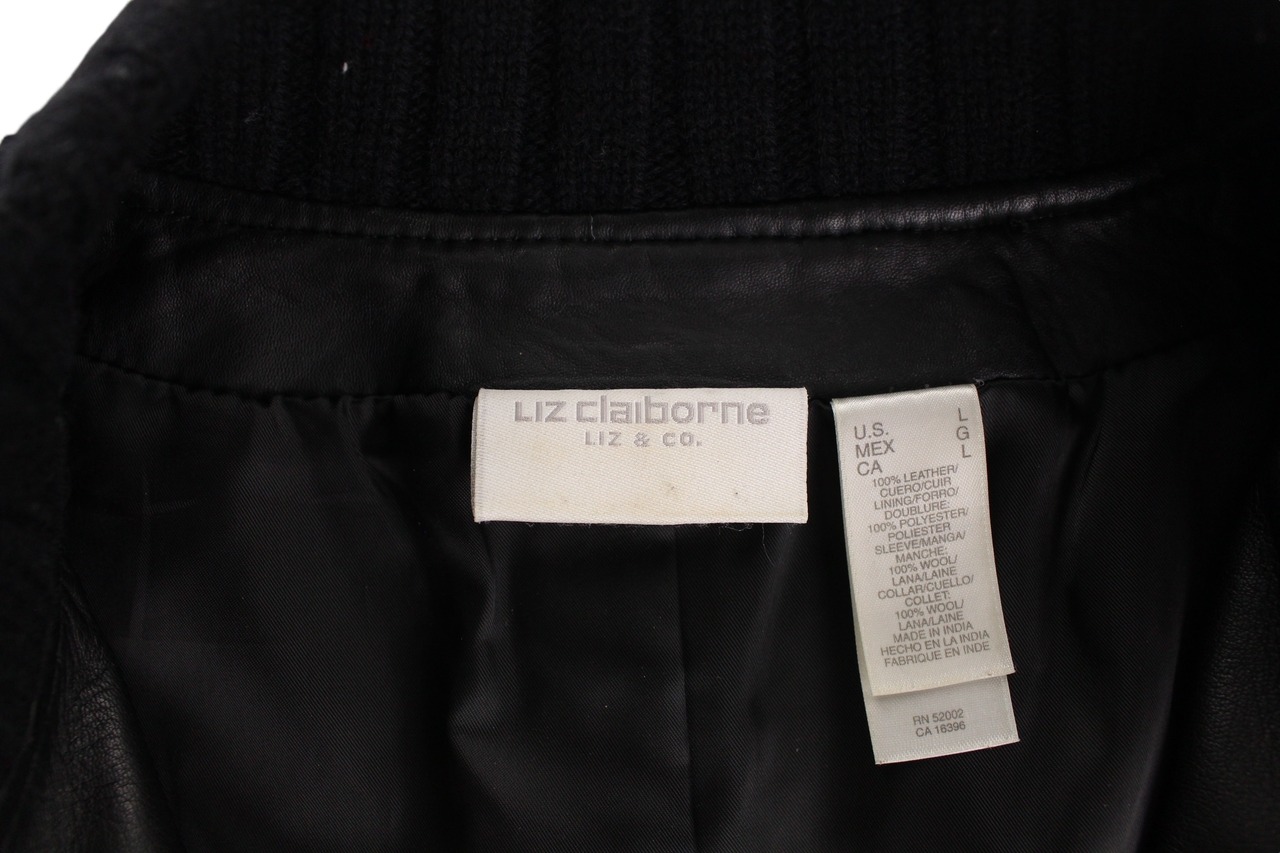 LIZ claiborne
LIZ & CO.
U.S. L
MEX G
CA L
100% LEATHER/
CUERO/CUIR
LINING/FORRO/
DOUBLURE:
100% POLYESTER/
POLIESTER
SLEEVE/MANGA/
MANCHE:
100% WOOL/
LANA/LAINE
COLLAR/CUELLO/
COLLET:
100% WOOL/
LANA/LAINE
MADE IN INDIA
HECHO EN LA INDIA
FABRIQUE EN INDE
RN 52002
CA 16396